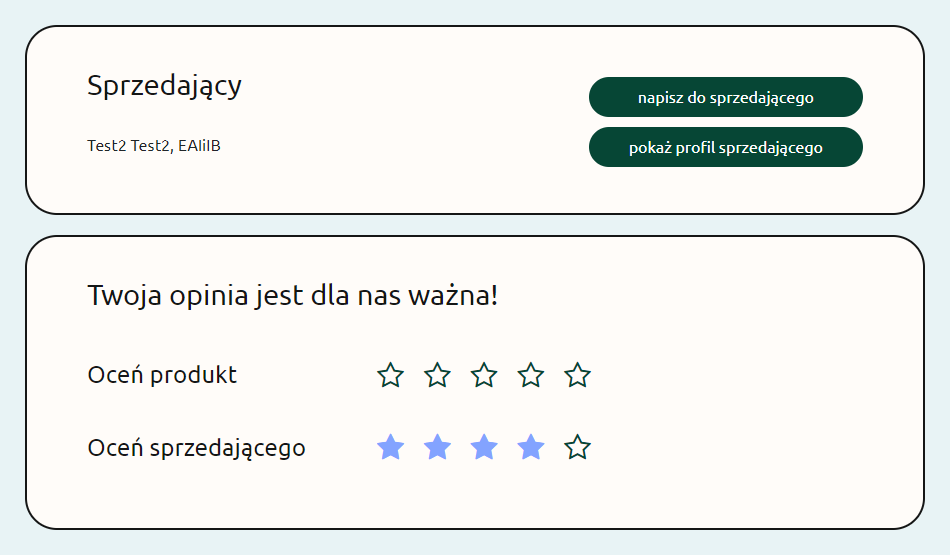 Sprzedający
napisz do sprzedającego
Test2 Test2, EAIiIB
pokaż profil sprzedającego
Twoja opinia jest dla nas ważna!
Oceń produkt
Oceń sprzedającego